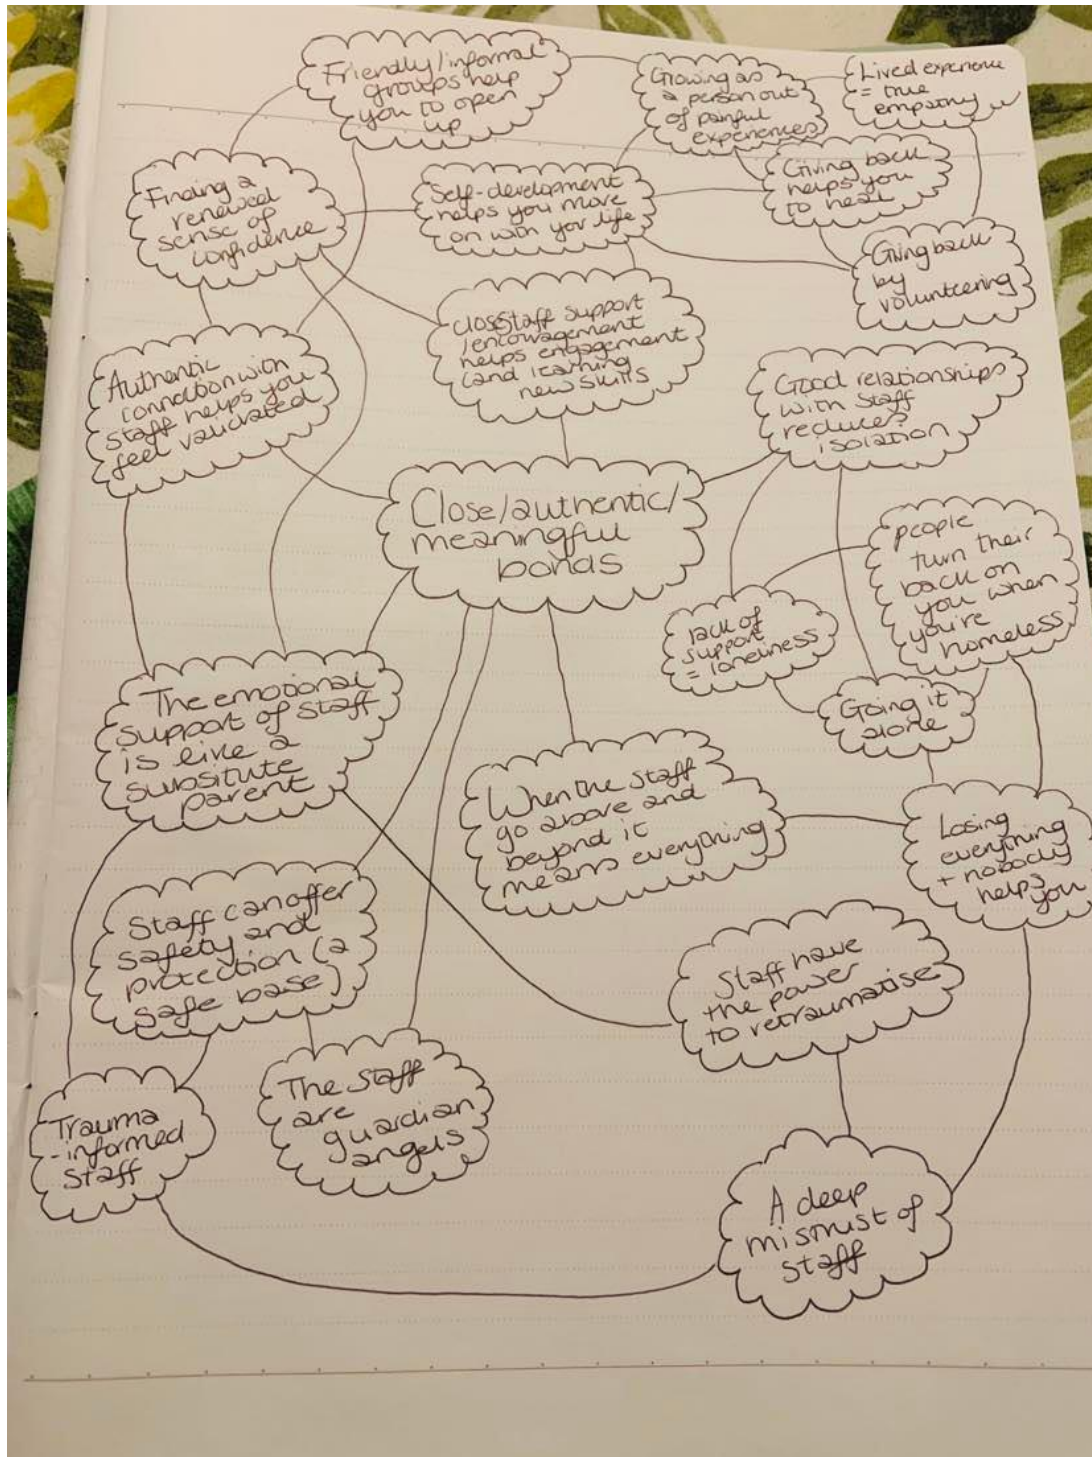 Friendly/informal
groups help
you to open
up
Growing as
a person out
of painful
experiences
Lived experience
= true
empathy
Finding a
renewed
sense of
confidence
Self-development
helps you move
on with your life
Giving back
helps you
to heal
Giving back
by
volunteering
Close staff support
/encouragement
helps engagement
(and learning
new skills
Authentic
connection with
staff helps you
feel validated
Good relationships
with staff
reduces?
isolation
Close/authentic/
meaningful
bonds
people
turn their
back on
you when
you're
homeless
lack of
support
= loneliness
Going it
alone
The emotional
support of staff
is like a
subsitute
parent
When the staff
go above and
beyond it
means everything
Losing
everything
+ nobody
helps
you
Staff can offer
safety and
protection (a
safe base)
Staff have
the power
to retraumatise
The staff
are
guardian
angels
Trauma
-informed
staff
A deep
mistrust of
staff